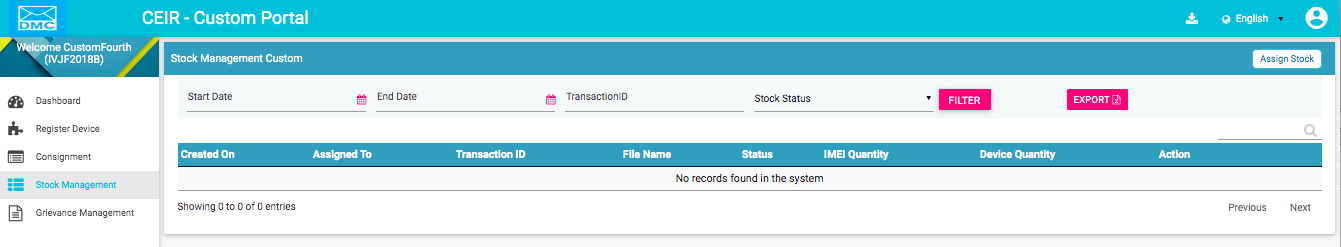 DMC
CEIR - Custom Portal
English
Welcome CustomFourth
(IVJF2018B)
Dashboard
Register Device
Consignment
Stock Management
Grievance Management
Stock Management Custom
Assign Stock
Start Date
End Date
TransactionID
Stock Status
FILTER
EXPORT
Created On Assigned To Transaction ID File Name Status IMEI Quantity Device Quantity Action
No records found in the system
Showing 0 to 0 of 0 entries
Previous Next